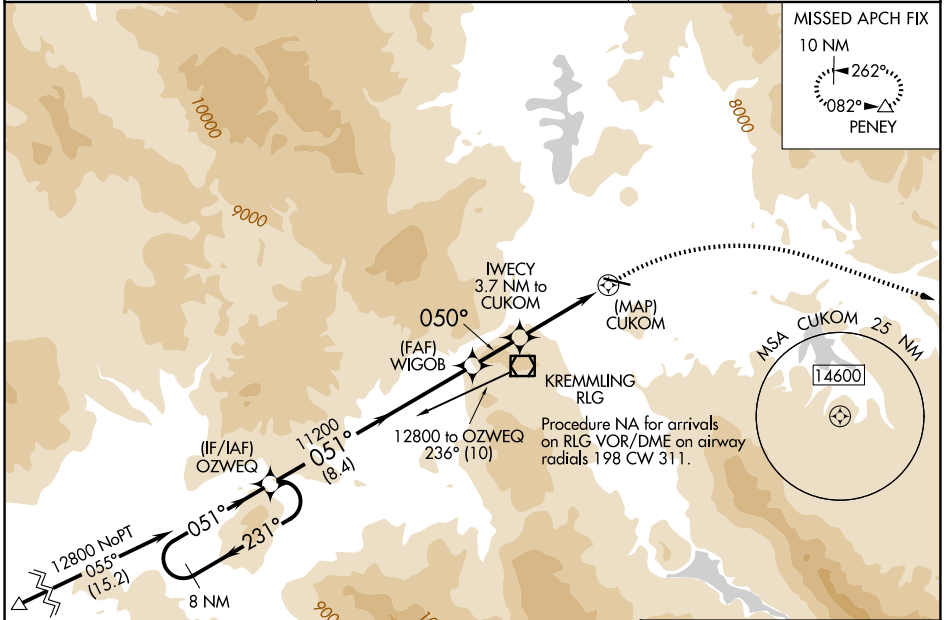 MISSED APCH FIX
10 NM
262°
082°
PENEY
10000
8000
9000
IWECY
3.7 NM to
CUKOM
050°
(MAP)
CUKOM
(FAF)
WIGOB
MSA CUKOM 25 NM
14600
KREMMLING
RLG
Procedure NA for arrivals
on RLG VOR/DME on airway
radials 198 CW 311.
12800 to OZWEQ
236° (10)
11200
051°
(8.4)
(IF/IAF)
OZWEQ
051°
231°
12800 NoPT
055°
(15.2)
8 NM